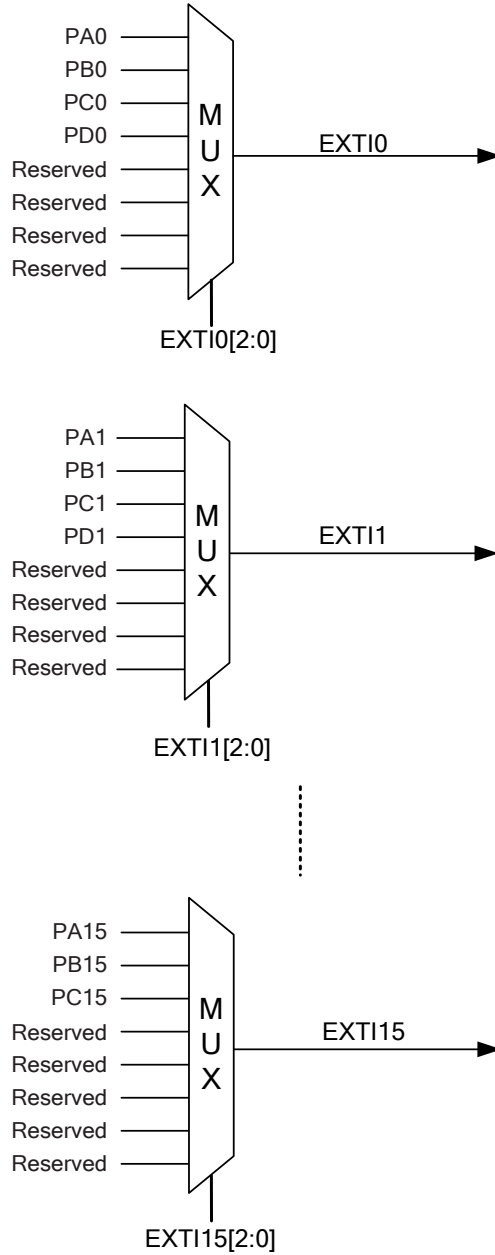 PA0
PB0
PC0
PD0
Reserved
Reserved
Reserved
Reserved
M
U
X
EXTI0
EXTI0[2:0]
PA1
PB1
PC1
PD1
Reserved
Reserved
Reserved
Reserved
M
U
X
EXTI1
EXTI1[2:0]
PA15
PB15
PC15
Reserved
Reserved
Reserved
Reserved
Reserved
M
U
X
EXTI15
EXTI15[2:0]